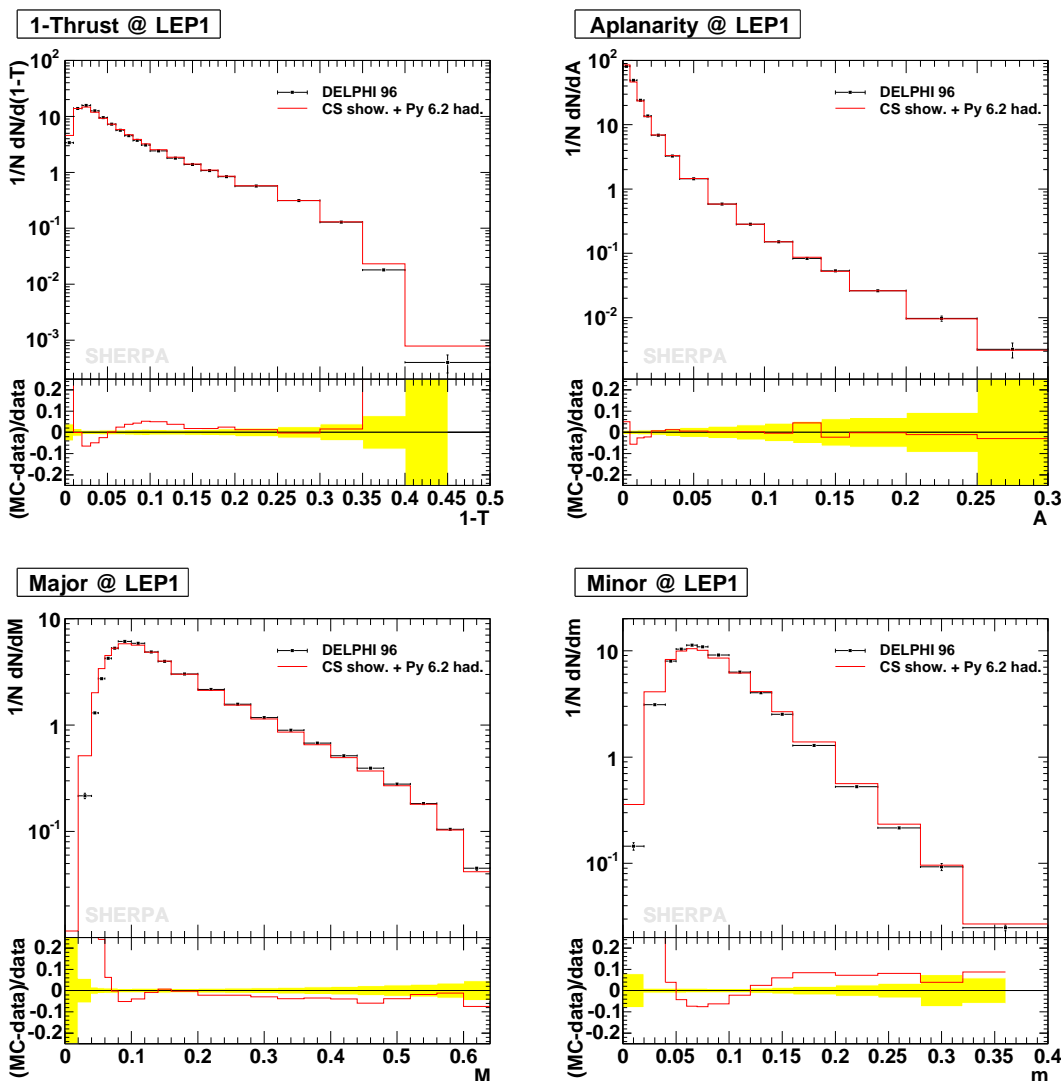 1-Thrust @ LEP1
1/N dN/d(1-T)
10^2
10
1
10^-1
10^-2
10^-3
DELPHI 96
CS show. + Py 6.2 had.
SHERPA
(MC-data)/data
0.2
0.1
0
-0.1
-0.2
0 0.05 0.1 0.15 0.2 0.25 0.3 0.35 0.4 0.45 0.5
1-T
Aplanarity @ LEP1
1/N dN/dA
10^2
10
1
10^-1
10^-2
DELPHI 96
CS show. + Py 6.2 had.
SHERPA
(MC-data)/data
0.2
0.1
0
-0.1
-0.2
0 0.05 0.1 0.15 0.2 0.25 0.3
A
Major @ LEP1
1/N dN/dM
10
1
10^-1
DELPHI 96
CS show. + Py 6.2 had.
SHERPA
(MC-data)/data
0.2
0.1
0
-0.1
-0.2
0 0.1 0.2 0.3 0.4 0.5 0.6
M
Minor @ LEP1
1/N dN/dm
10
1
10^-1
DELPHI 96
CS show. + Py 6.2 had.
SHERPA
(MC-data)/data
0.2
0.1
0
-0.1
-0.2
0 0.05 0.1 0.15 0.2 0.25 0.3 0.35 0.4
m